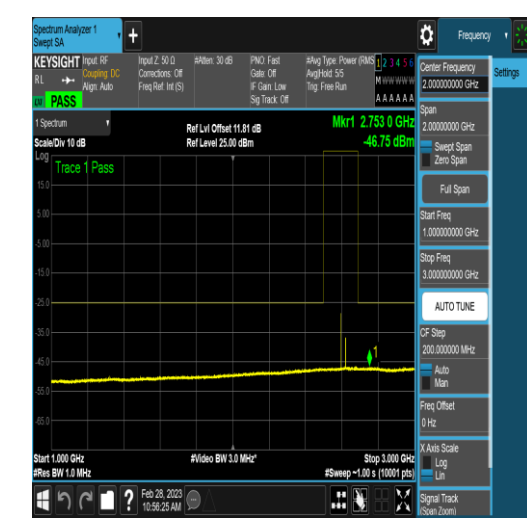 Spectrum Analyzer 1
Swept SA
Frequency
KEYSIGHT
RL
LXI PASS
Input: RF
Coupling: DC
Align: Auto
Input Z: 50 Ω
Corrections: Off
Freq Ref: Int (S)
#Atten: 30 dB
PNO: Fast
Gate: Off
IF Gain: Low
Sig Track: Off
#Avg Type: Power (RMS
Avg|Hold: 5/5
Trig: Free Run
1 2 3 4 5 6
M W W W W W
A A A A A A
1 Spectrum
Scale/Div 10 dB
Ref Lvl Offset 11.81 dB
Ref Level 25.00 dBm
Mkr1 2.753 0 GHz
-46.75 dBm
Log
Trace 1 Pass
15.0
5.00
-5.00
-15.0
-25.0
-35.0
-45.0
-55.0
-65.0
1
Start 1.000 GHz
#Res BW 1.0 MHz
#Video BW 3.0 MHz*
Stop 3.000 GHz
#Sweep ~1.00 s (10001 pts)
Feb 28, 2023
10:56:25 AM
Center Frequency
2.000000000 GHz
Settings
Span
2.00000000 GHz
Swept Span
Zero Span
Full Span
Start Freq
1.000000000 GHz
Stop Freq
3.000000000 GHz
AUTO TUNE
CF Step
200.000000 MHz
Auto
Man
Freq Offset
0 Hz
X Axis Scale
Log
Lin
Signal Track
(Span Zoom)